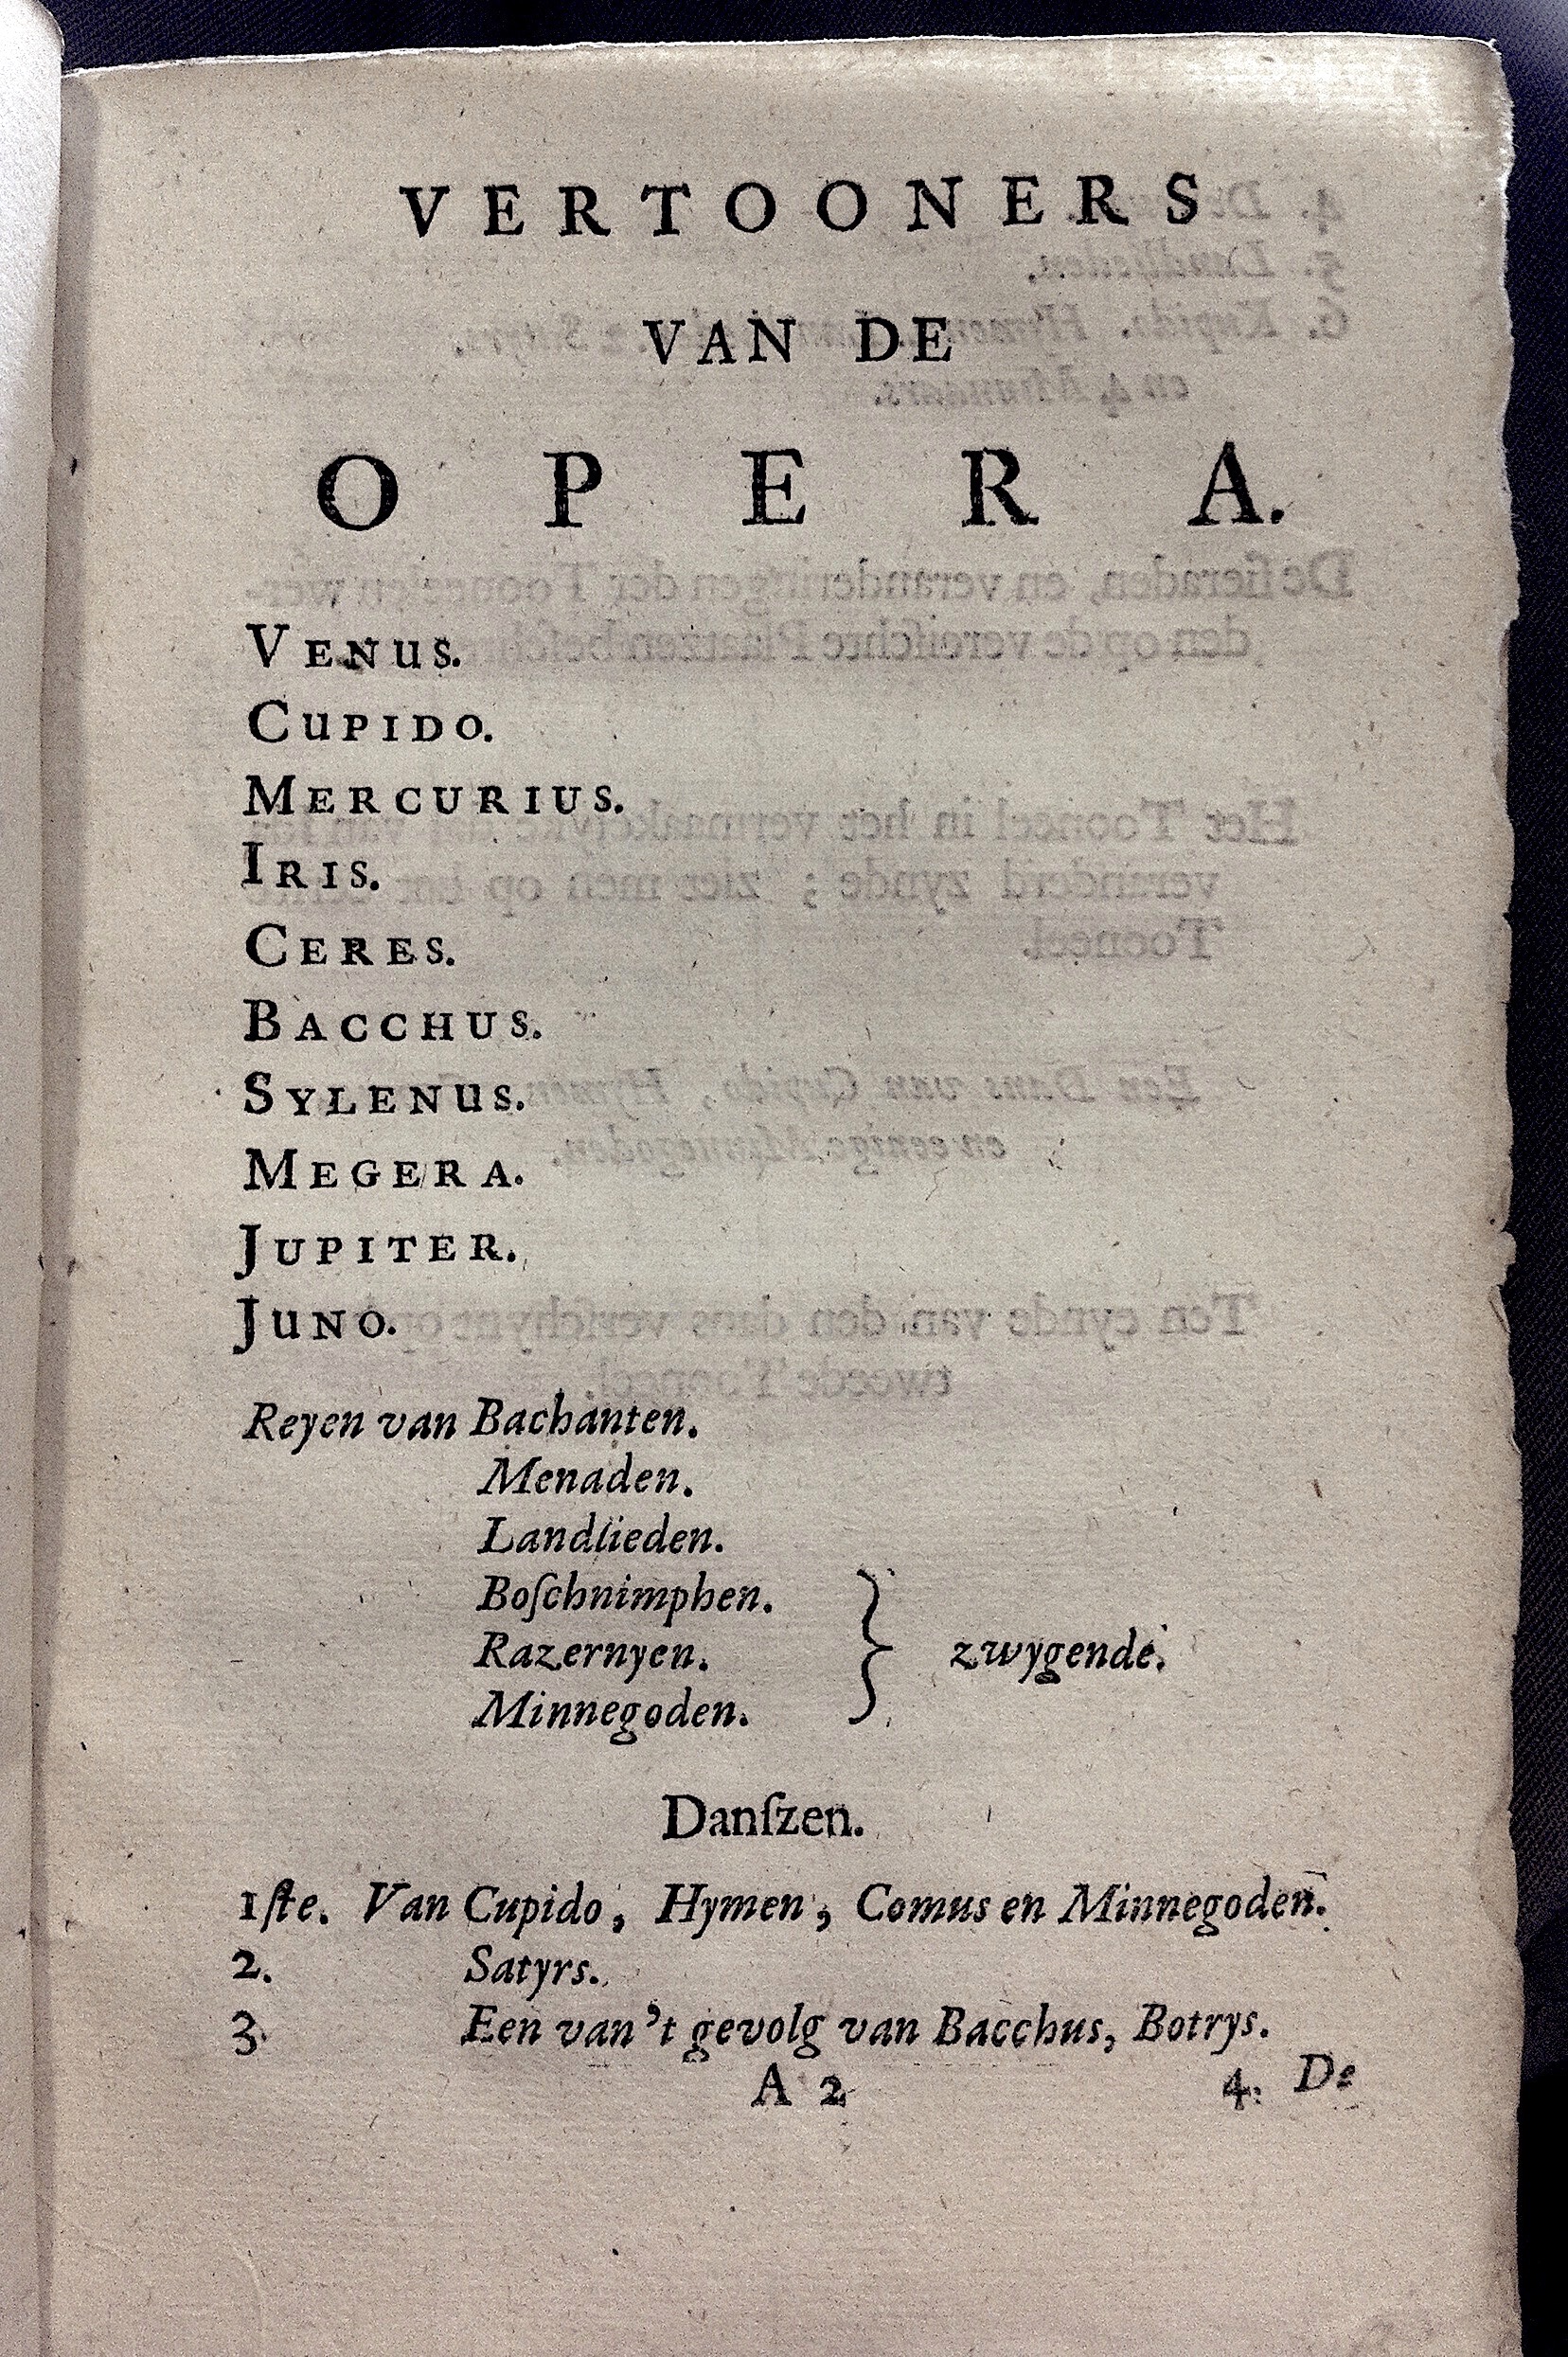 VERTOONERS
VAN DE
OPERA.
VENUS.
CUPIDO.
MERCURIUS.
IRIS.
CERES.
BACCHUS.
SYLENUS.
MEGERA.
JUPITER.
JUNO.
Reyen van Bachanten.
Menaden.
Landlieden.
Boſchnimphen.
Razernyen. } zwygende.
Minnegoden.
Danſzen.
1ſte. Van Cupido, Hymen, Comus en Minnegoden.
2. Satyrs.
3. Een van't gevolg van Bacchus, Botrys.
A 2 4. De